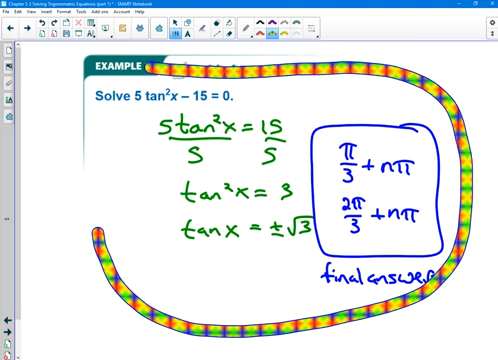 Chapter 5-3 Solving Trigonometric Equations (part 1) * - SMART Notebook
File Edit View Insert Format Tools Add-ons Account Help
EXAMPLE
Solve 5 tan²x – 15 = 0.
5tan²x = 15
5 5
tan²x = 3
tan x = ±√3
π/3 + nπ
2π/3 + nπ
final answer